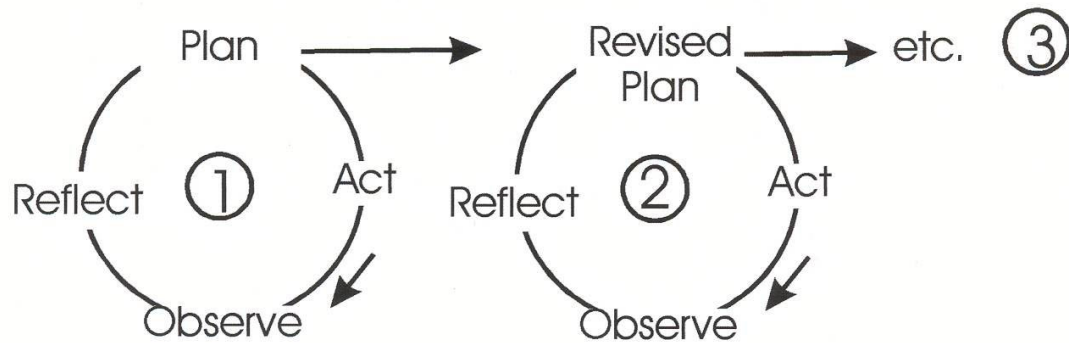 Plan
Revised
Plan
etc.
3
Reflect
1
Act
Reflect
2
Act
Observe
Observe